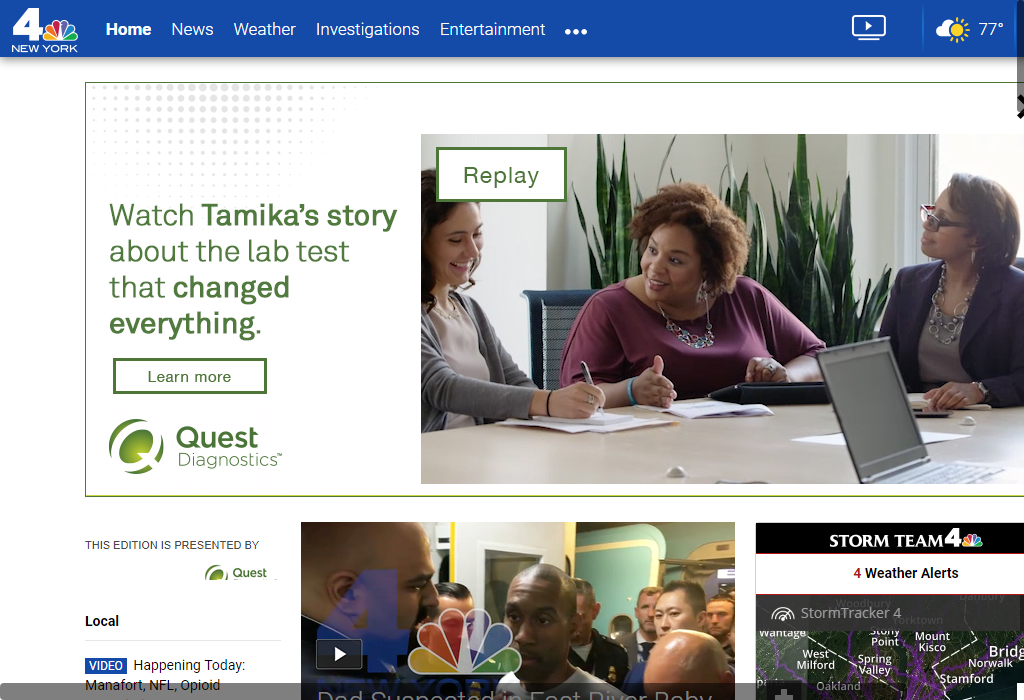 4
NEW YORK
Home News Weather Investigations Entertainment
77°
Replay
Watch Tamika's story
about the lab test
that changed
everything.
Learn more
Quest
Diagnostics™
THIS EDITION IS PRESENTED BY
Quest
Local
VIDEO Happening Today:
Manafort, NFL, Opioid
4
Dad Suspected in East River Baby
STORM TEAM 4
4 Weather Alerts
StormTracker 4
Woodbury
Danbury
Yorktown
Wantage
Stony
Point
Mount
Kisco
West
Milford
Spring
Valley
Bridg
Norwalk
Stamford
Oakland